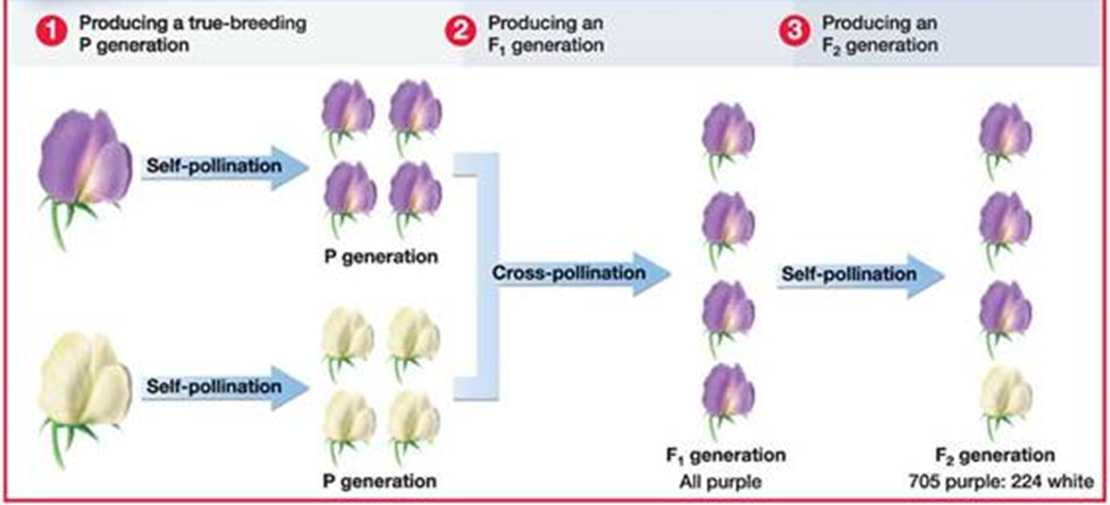 1 Producing a true-breeding
P generation
2 Producing an
F₁ generation
3 Producing an
F₂ generation
Self-pollination
P generation
Cross-pollination
Self-pollination
Self-pollination
P generation
F₁ generation
All purple
F₂ generation
705 purple: 224 white